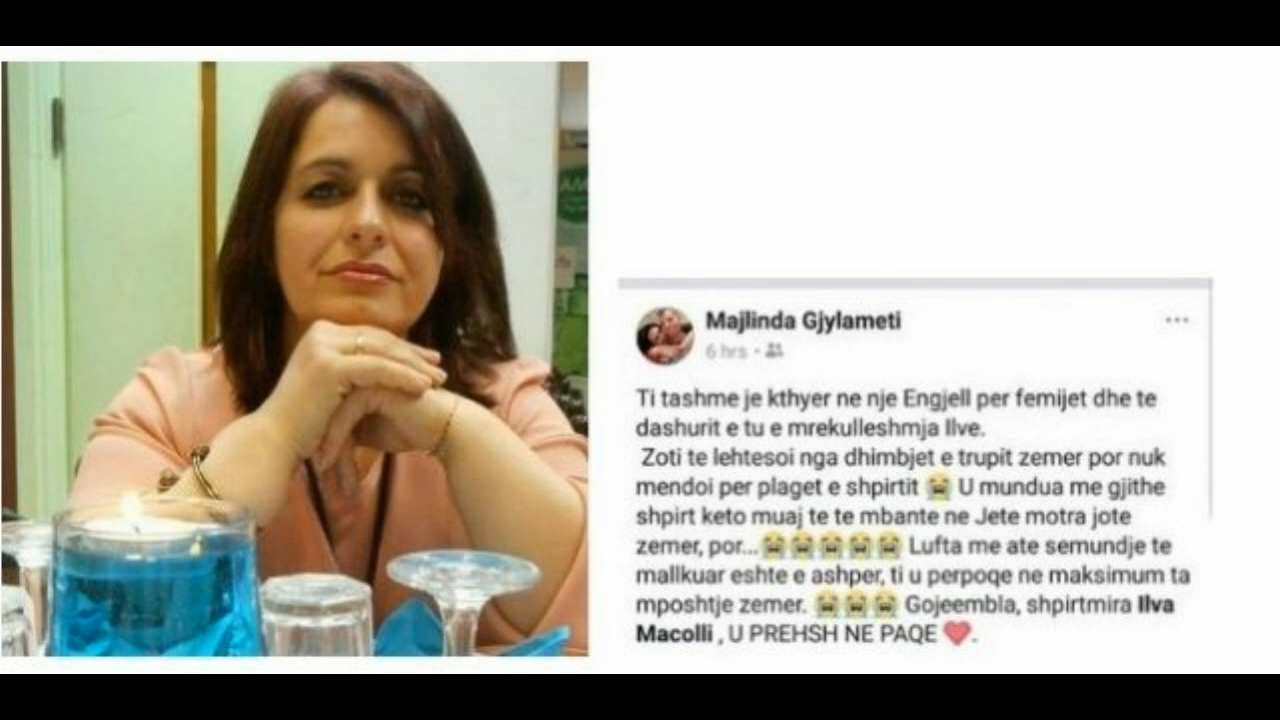 AM
Majlinda Gjylameti
6 hrs
Ti tashme je kthyer ne nje Engjell per femijet dhe te
dashurit e tu e mrekulleshmja Ilve.
Zoti te lehtesoi nga dhimbjet e trupit zemer por nuk
mendoi per plaget e shpirtit 😭 U mundua me gjithe
shpirt keto muaj te te mbante ne Jete motra jote
zemer, por...😭😭😭😭😭 Lufta me ate semundje te
mallkuar eshte e ashper, ti u perpoqe ne maksimum ta
mposhtje zemer. 😭😭😭 Gojeembla, shpirtmira Ilva
Macolli , U PREHSH NE PAQE ❤️.